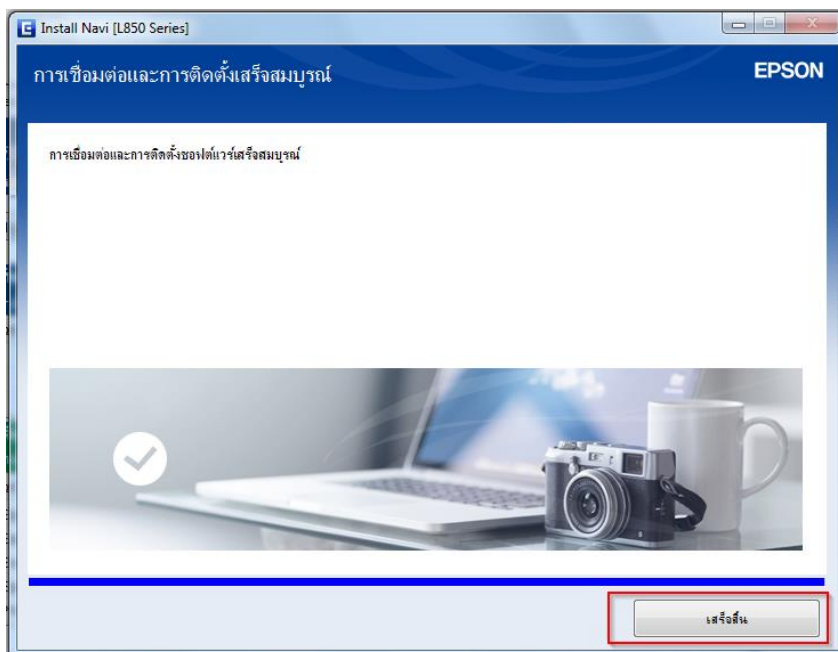 Install Navi [L850 Series]
การเชื่อมต่อและการติดตั้งเสร็จสมบูรณ์
EPSON
การเชื่อมต่อและการติดตั้งซอฟต์แวร์เสร็จสมบูรณ์
เสร็จสิ้น